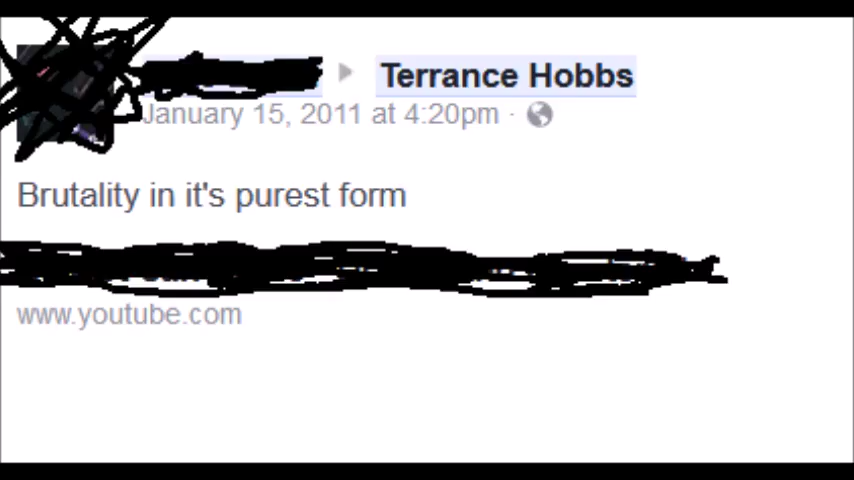 Terrance Hobbs
January 15, 2011 at 4:20pm ·
Brutality in it's purest form
www.youtube.com